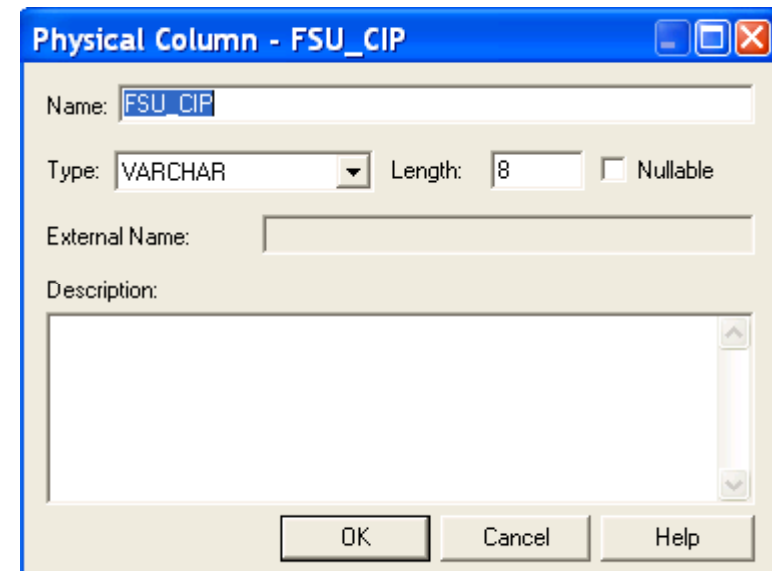 Physical Column - FSU_CIP
Name: FSU_CIP
Type: VARCHAR Length: 8 Nullable
External Name:
Description:
OK Cancel Help